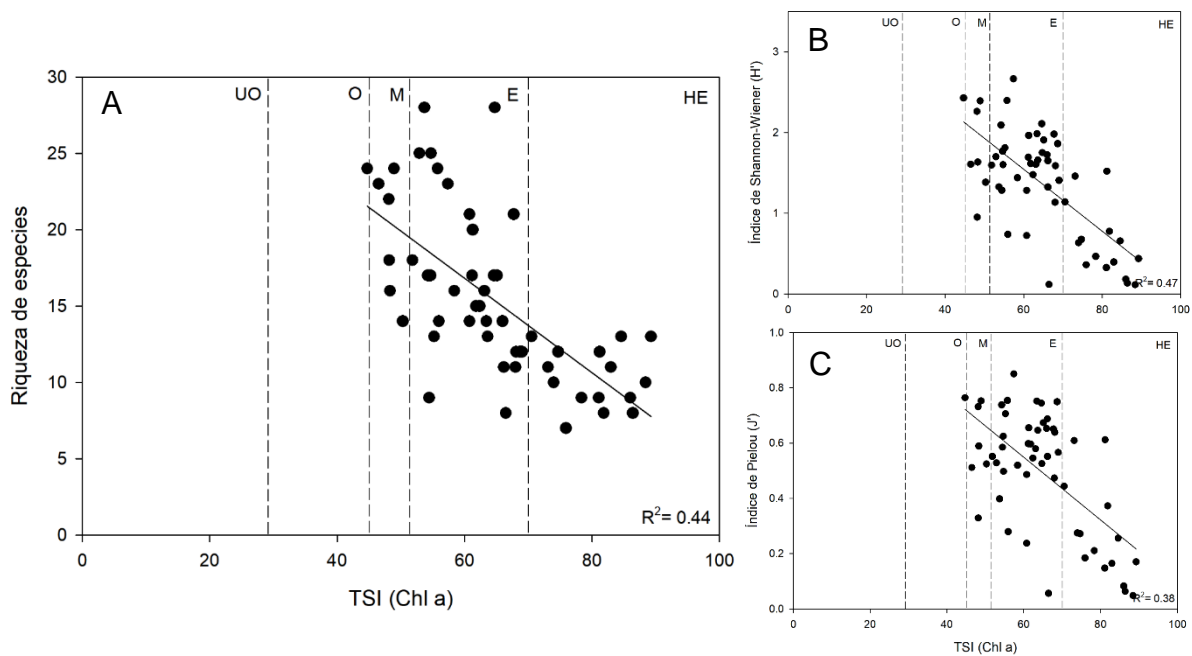 A
UO O M E HE
30
25
20
15
10
5
0
Riqueza de especies
R²= 0.44
0 20 40 60 80 100
TSI (Chl a)
B
UO O M E HE
3
2
1
0
Índice de Shannon-Wiener (H')
R²= 0.47
0 20 40 60 80 100
C
UO O M E HE
1.0
0.8
0.6
0.4
0.2
0.0
Índice de Pielou (J')
R²= 0.38
0 20 40 60 80 100
TSI (Chl a)